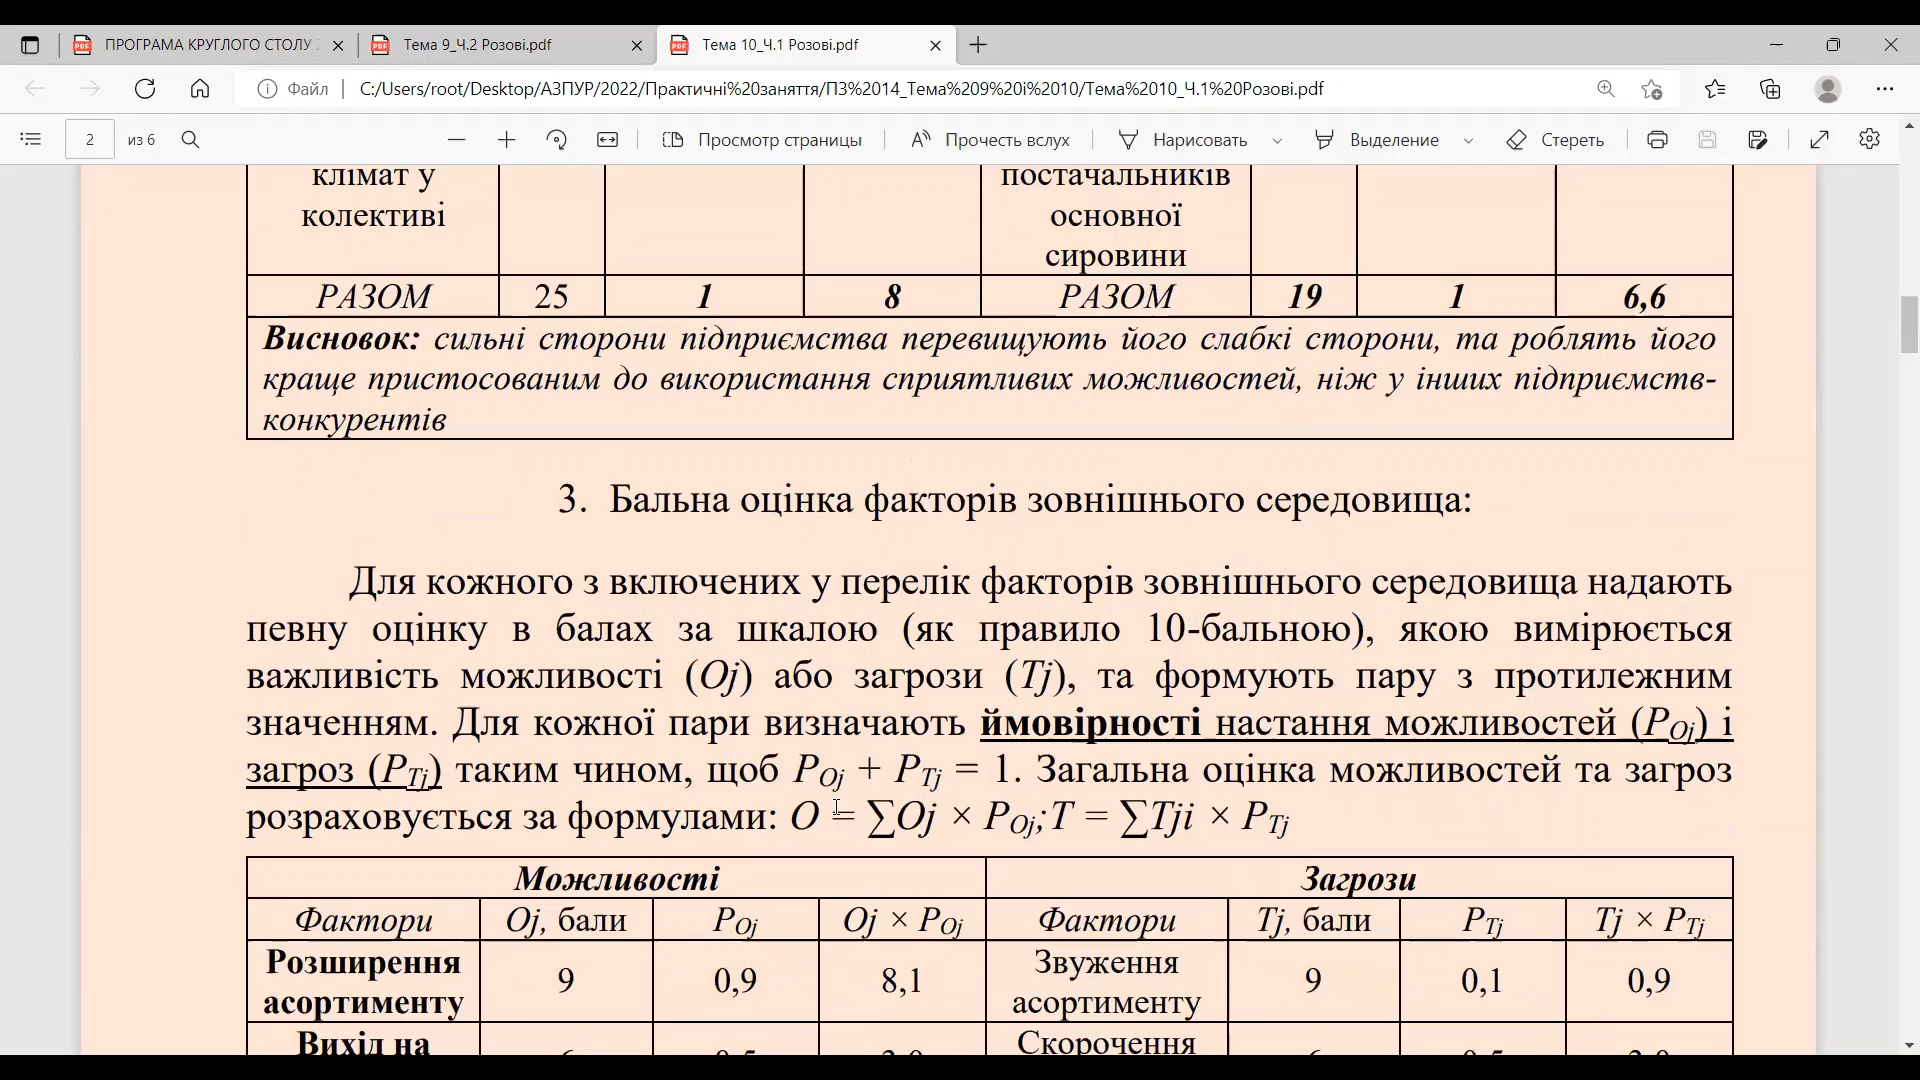 ПРОГРАМА КРУГЛОГО СТОЛУ
Тема 9_Ч.2 Розові.pdf
Тема 10_Ч.1 Розові.pdf
Файл
C:/Users/root/Desktop/АЗПУР/2022/Практичні%20заняття/ПЗ%2014_Тема%209%20і%2010/Тема%2010_Ч.1%20Розові.pdf
2 из 6
Просмотр страницы
Прочесть вслух
Нарисовать
Выделение
Стереть
клімат у
колективі
постачальників
основної
сировини
РАЗОМ 25 1 8 РАЗОМ 19 1 6,6
Висновок: сильні сторони підприємства перевищують його слабкі сторони, та роблять його
краще пристосованим до використання сприятливих можливостей, ніж у інших підприємств-
конкурентів
3. Бальна оцінка факторів зовнішнього середовища:
Для кожного з включених у перелік факторів зовнішнього середовища надають
певну оцінку в балах за шкалою (як правило 10-бальною), якою вимірюється
важливість можливості (Oj) або загрози (Tj), та формують пару з протилежним
значенням. Для кожної пари визначають ймовірності настання можливостей (POj) і
загроз (PTj) таким чином, щоб POj + PTj = 1. Загальна оцінка можливостей та загроз
розраховується за формулами: O = ∑Oj × POj; T = ∑Tji × PTj
Можливості Загрози
Фактори Oj, бали POj Oj × POj Фактори Tj, бали PTj Tj × PTj
Розширення
асортименту
9 0,9 8,1
Звуження
асортименту
9 0,1 0,9
Вихід на
Скорочення